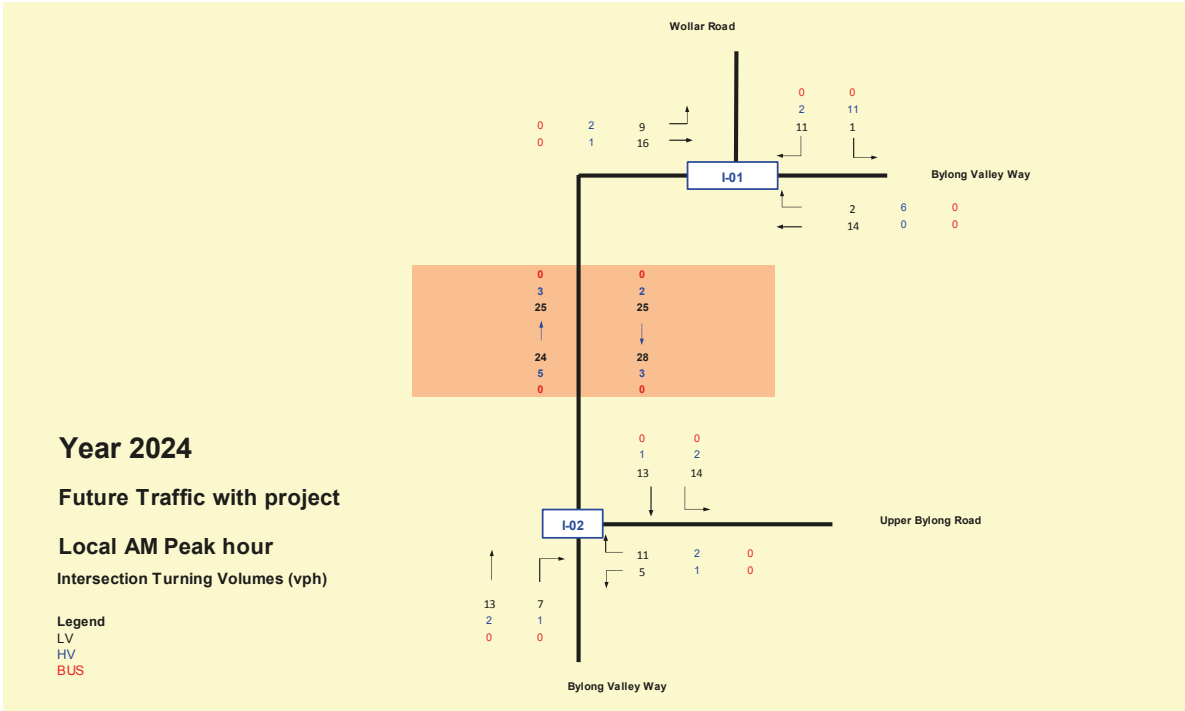 Wollar Road
0 0
2 11
11 1
0 2 9
0 1 16
I-01
Bylong Valley Way
2 6 0
14 0 0
0 0
3 2
25 25
24 28
5 3
0 0
Year 2024
Future Traffic with project
Local AM Peak hour
Intersection Turning Volumes (vph)
Legend
LV
HV
BUS
0 0
1 2
13 14
I-02
Upper Bylong Road
11 2 0
5 1 0
13 7
2 1
0 0
Bylong Valley Way